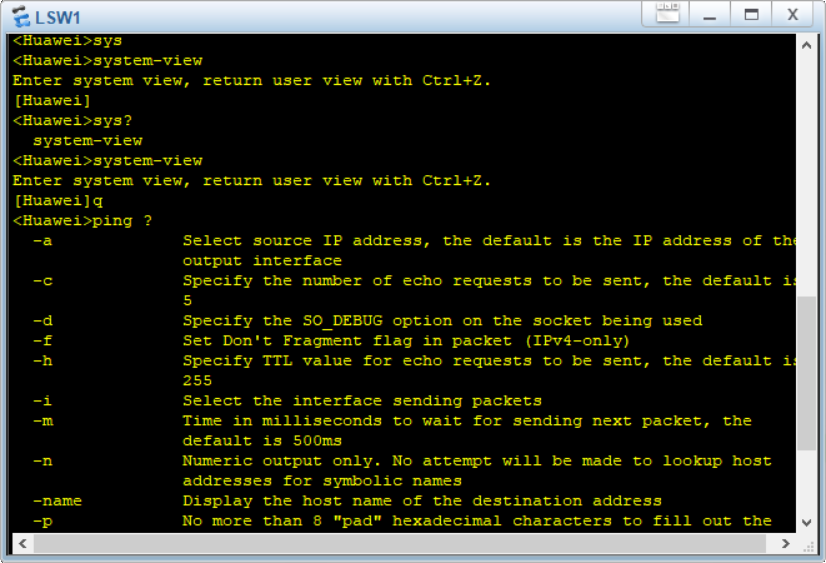 LSW1
<Huawei>sys
<Huawei>system-view
Enter system view, return user view with Ctrl+Z.
[Huawei]
<Huawei>sys?
  system-view
<Huawei>system-view
Enter system view, return user view with Ctrl+Z.
[Huawei]q
<Huawei>ping ?
  -a             Select source IP address, the default is the IP address of the
                 output interface
  -c             Specify the number of echo requests to be sent, the default is
                 5
  -d             Specify the SO_DEBUG option on the socket being used
  -f             Set Don't Fragment flag in packet (IPv4-only)
  -h             Specify TTL value for echo requests to be sent, the default is
                 255
  -i             Select the interface sending packets
  -m             Time in milliseconds to wait for sending next packet, the
                 default is 500ms
  -n             Numeric output only. No attempt will be made to lookup host
                 addresses for symbolic names
  -name          Display the host name of the destination address
  -p             No more than 8 "pad" hexadecimal characters to fill out the